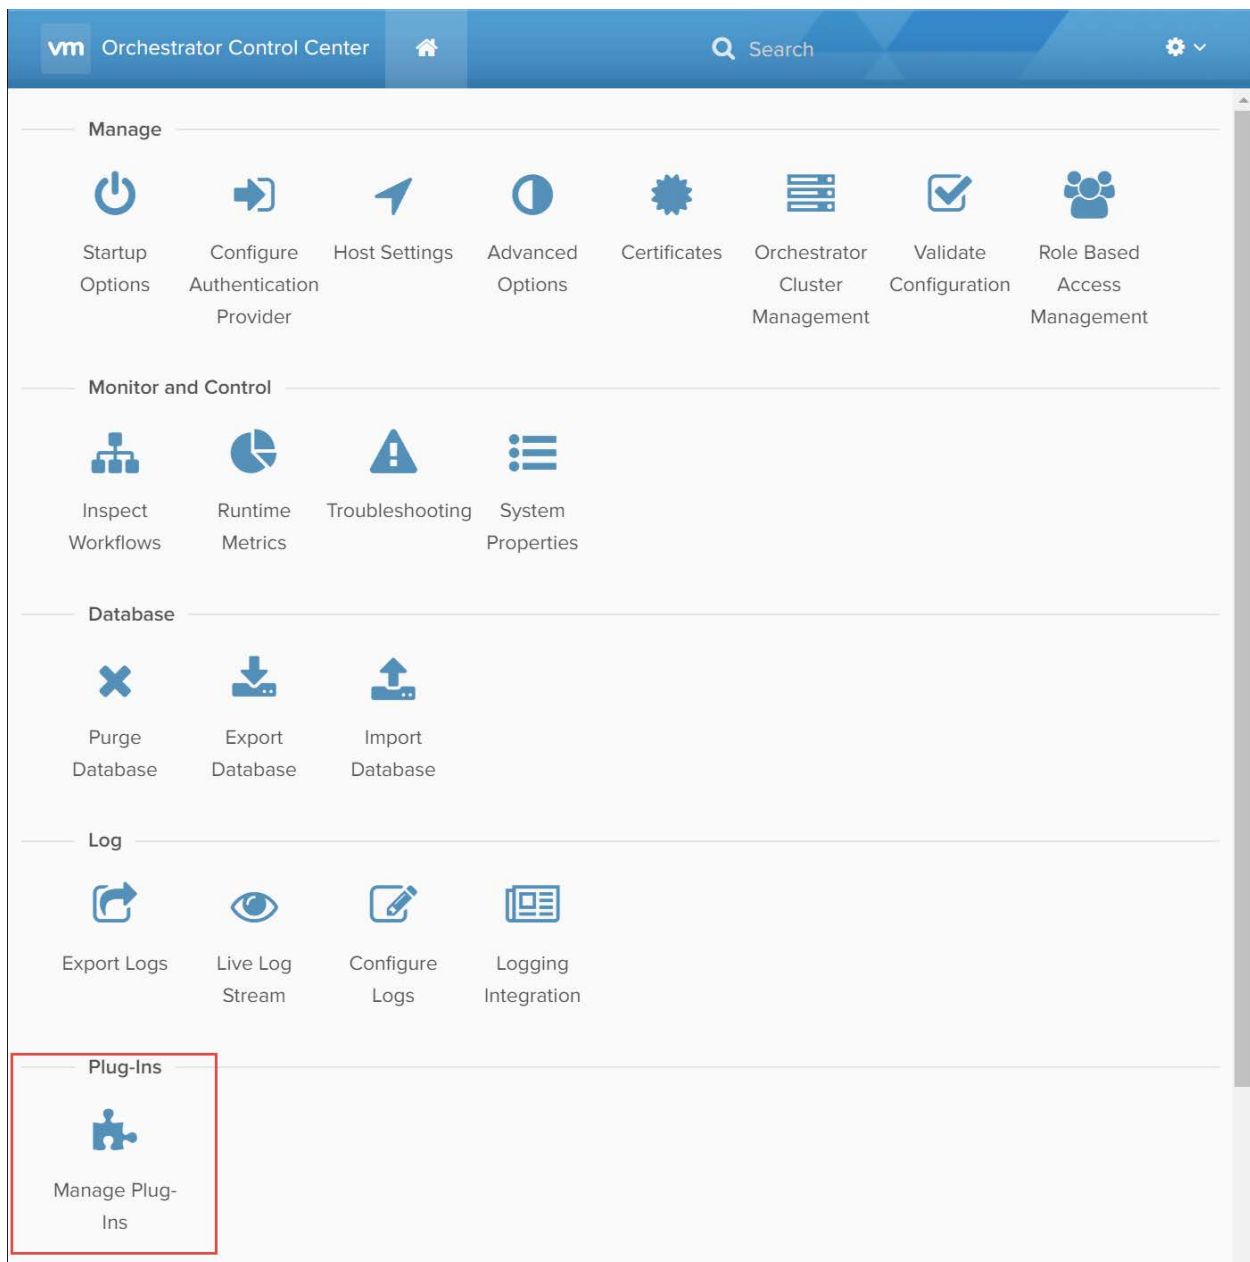 vm Orchestrator Control Center Search
Manage
Startup Options
Configure Authentication Provider
Host Settings
Advanced Options
Certificates
Orchestrator Cluster Management
Validate Configuration
Role Based Access Management
Monitor and Control
Inspect Workflows
Runtime Metrics
Troubleshooting
System Properties
Database
Purge Database
Export Database
Import Database
Log
Export Logs
Live Log Stream
Configure Logs
Logging Integration
Plug-Ins
Manage Plug-
Ins